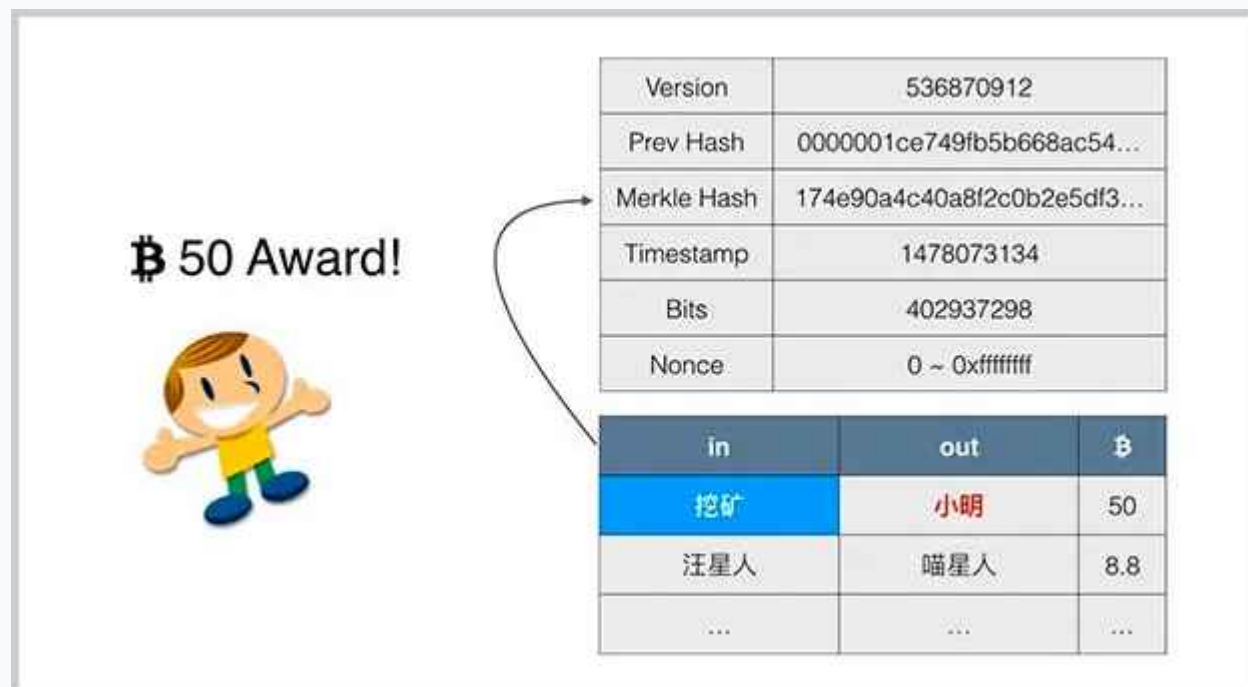 ₿ 50 Award!
Version 536870912
Prev Hash 0000001ce749fb5b668ac54...
Merkle Hash 174e90a4c40a8f2c0b2e5df3...
Timestamp 1478073134
Bits 402937298
Nonce 0 ~ 0xffffffff
in out ₿
挖矿 小明 50
汪星人 喵星人 8.8
... ... ...